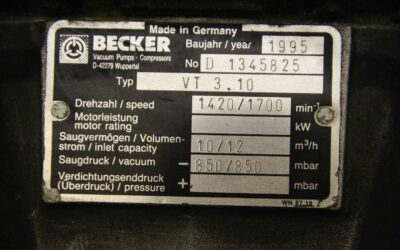 Made in Germany
BECKER
Vacuum Pumps · Compressors
D-42279 Wuppertal
Baujahr / year 1995
No D 1345825
Typ VT 3.10
Drehzahl / speed 1420/1700 min-1
Motorleistung
motor rating kW
Saugvermögen / Volumen-
strom / inlet capacity 10/12 m³/h
Saugdruck / vacuum − 850/850 mbar
Verdichtungsenddruck
(Überdruck) / pressure + mbar